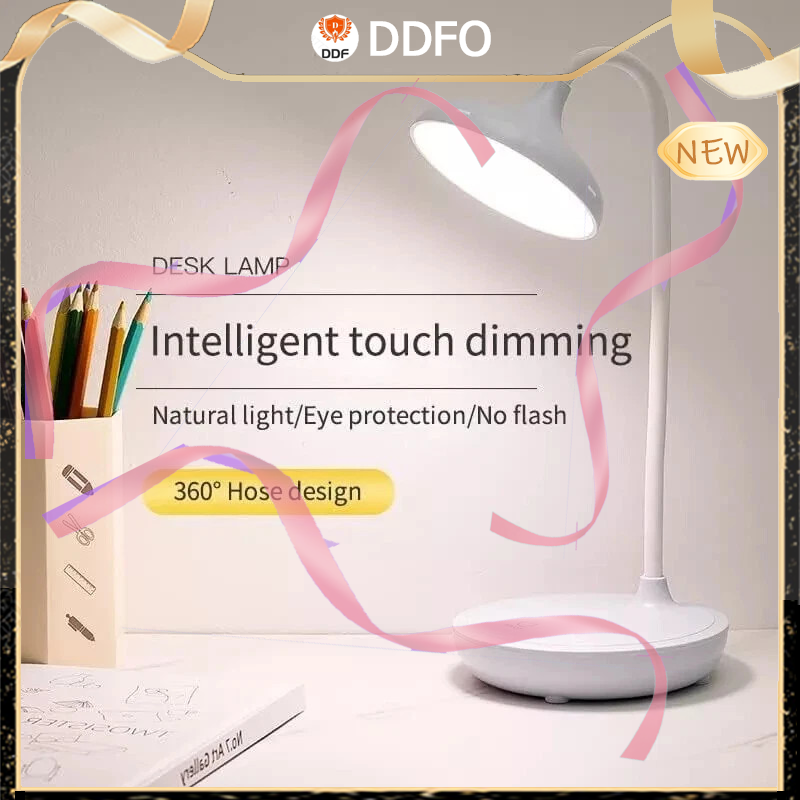 DDF DDFO
NEW
DESK LAMP
Intelligent touch dimming
Natural light/Eye protection/No flash
360° Hose design
No.7 Art Gallery